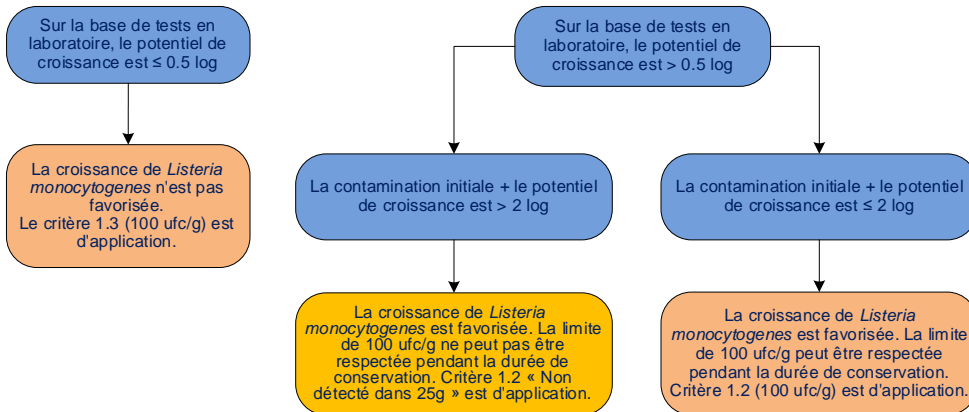 Sur la base de tests en
laboratoire, le potentiel de
croissance est ≤ 0.5 log
La croissance de Listeria
monocytogenes n'est pas
favorisée.
Le critère 1.3 (100 ufc/g) est
d'application.
Sur la base de tests en
laboratoire, le potentiel de
croissance est > 0.5 log
La contamination initiale + le potentiel
de croissance est > 2 log
La contamination initiale + le potentiel
de croissance est ≤ 2 log
La croissance de Listeria
monocytogenes est favorisée. La limite
de 100 ufc/g ne peut pas être
respectée pendant la durée de
conservation. Critère 1.2 « Non
détecté dans 25g » est d'application.
La croissance de Listeria
monocytogenes est favorisée. La limite
de 100 ufc/g peut être respectée
pendant la durée de conservation.
Critère 1.2 (100 ufc/g) est d'application.